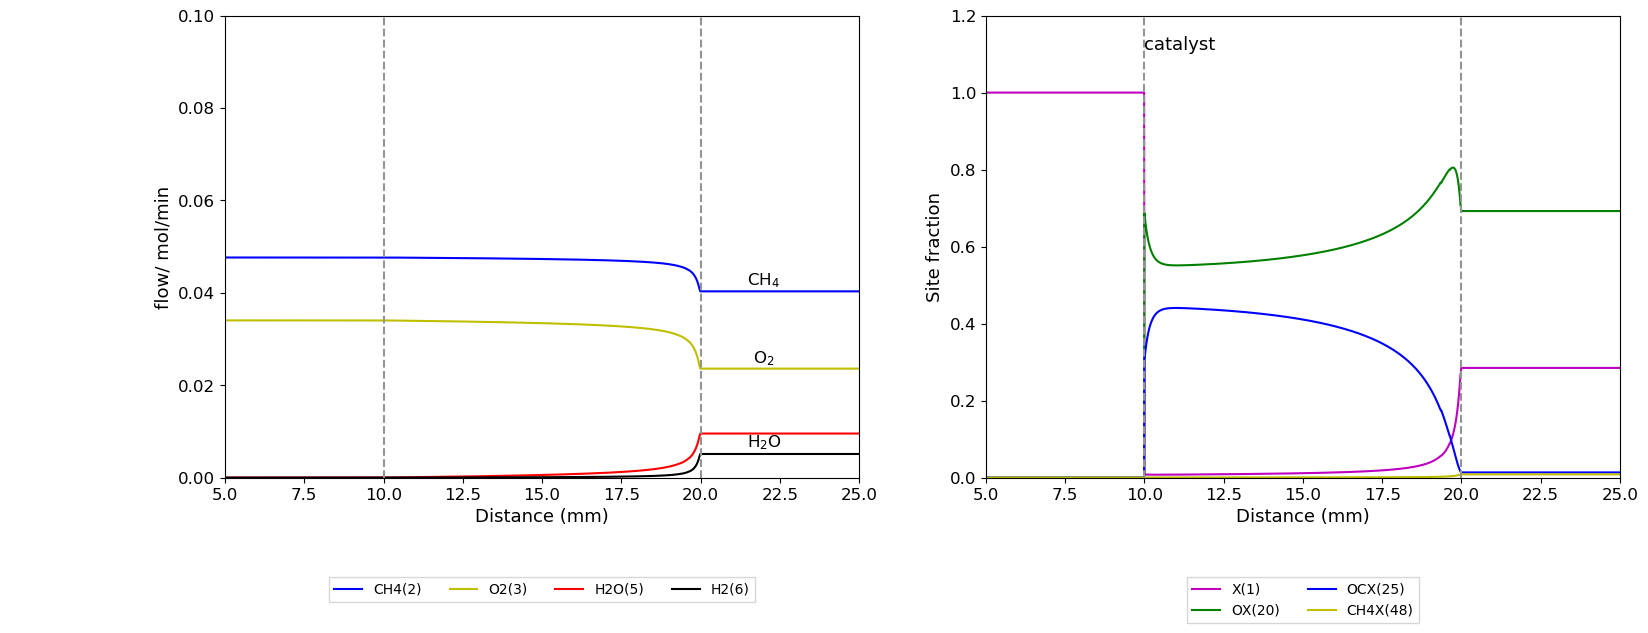 0.10
0.08
0.06
0.04
0.02
0.00
flow/ mol/min
CH₄
O₂
H₂O
5.0 7.5 10.0 12.5 15.0 17.5 20.0 22.5 25.0
Distance (mm)
CH4(2) O2(3) H2O(5) H2(6)
1.2
1.0
0.8
0.6
0.4
0.2
0.0
Site fraction
catalyst
5.0 7.5 10.0 12.5 15.0 17.5 20.0 22.5 25.0
Distance (mm)
X(1) OCX(25)
OX(20) CH4X(48)